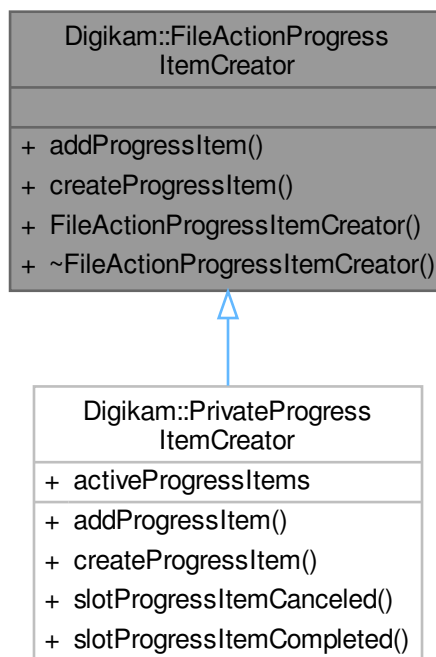 Digikam::FileActionProgress
ItemCreator
+ addProgressItem()
+ createProgressItem()
+ FileActionProgressItemCreator()
+ ~FileActionProgressItemCreator()
Digikam::PrivateProgress
ItemCreator
+ activeProgressItems
+ addProgressItem()
+ createProgressItem()
+ slotProgressItemCanceled()
+ slotProgressItemCompleted()